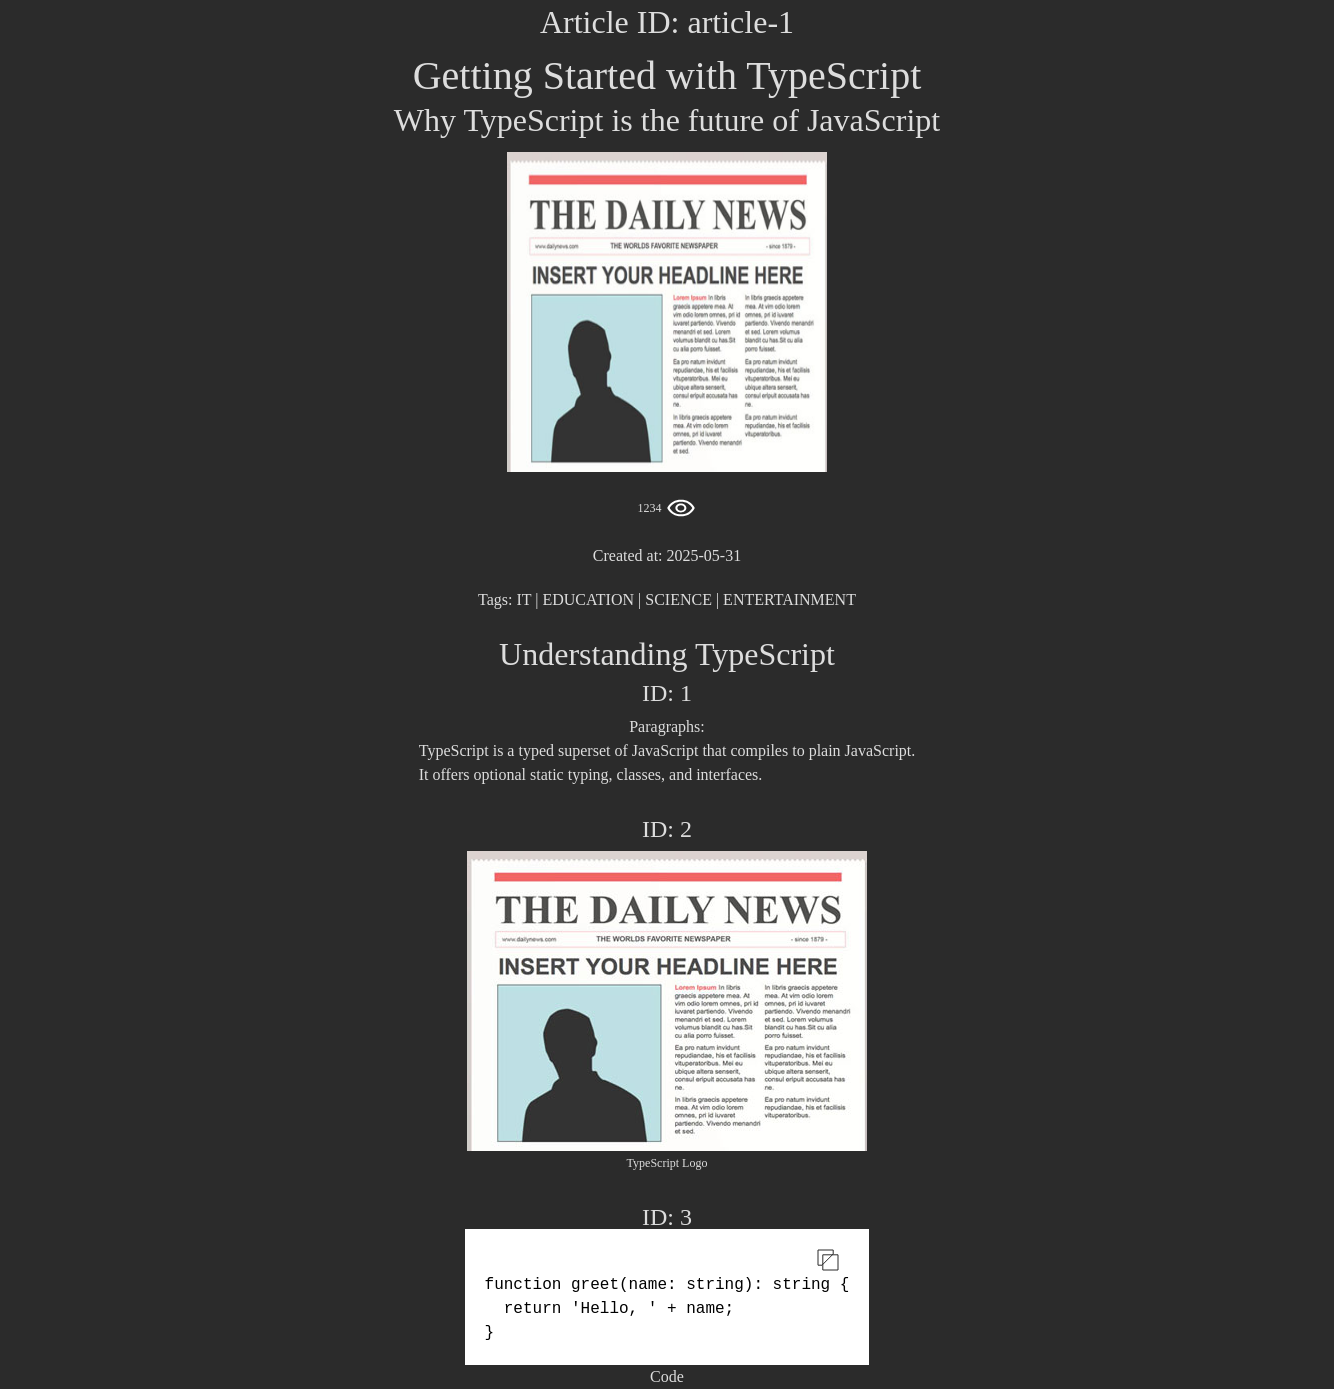 Article ID: article-1
Getting Started with TypeScript
Why TypeScript is the future of JavaScript
THE DAILY NEWS
www.dailynews.com THE WORLDS FAVORITE NEWSPAPER - since 1879 -
INSERT YOUR HEADLINE HERE
Lorem Ipsum In libris
graecis appetere
mea. At vim odio lorem
omnes, pri id
iuvaret partiendo. Vivendo
menandri et sed. Lorem
volumus blandit cu has.Sit
cu alia porro fuisset.
Ea pro natum invidunt
repudiandae, his et facilisis
vituperatoribus. Mei eu
ubique altera senserit,
consul eripuit accusata has
ne.
In libris graecis appetere
mea. At vim odio lorem
omnes, pri id iuvaret
partiendo. Vivendo menandri
et sed.
In libris graecis appetere
mea. At vim odio lorem
omnes, pri id iuvaret
partiendo. Vivendo menandri
et sed. Lorem volumus
blandit cu has.Sit cu alia
porro fuisset.
Ea pro natum invidunt
repudiandae, his et facilisis
vituperatoribus. Mei eu
ubique altera senserit,
consul eripuit accusata has
ne.
Ea pro natum invidunt
repudiandae, his et facilisis
vituperatoribus.
1234
Created at: 2025-05-31
Tags: IT | EDUCATION | SCIENCE | ENTERTAINMENT
Understanding TypeScript
ID: 1
Paragraphs:
TypeScript is a typed superset of JavaScript that compiles to plain JavaScript.
It offers optional static typing, classes, and interfaces.
ID: 2
THE DAILY NEWS
www.dailynews.com THE WORLDS FAVORITE NEWSPAPER - since 1879 -
INSERT YOUR HEADLINE HERE
Lorem Ipsum In libris
graecis appetere mea. At
vim odio lorem
omnes, pri id iuvaret
partiendo. Vivendo
menandri et sed. Lorem
volumus blandit cu has.Sit
cu alia porro fuisset.
Ea pro natum invidunt
repudiandae, his et facilisis
vituperatoribus. Mei eu
ubique altera senserit,
consul eripuit accusata has
ne.
In libris graecis appetere
mea. At vim odio lorem
omnes, pri id iuvaret
partiendo. Vivendo menandri
et sed.
In libris graecis appetere
mea. At vim odio lorem
omnes, pri id iuvaret
partiendo. Vivendo menandri
et sed. Lorem volumus
blandit cu has.Sit cu alia
porro fuisset.
Ea pro natum invidunt
repudiandae, his et facilisis
vituperatoribus. Mei eu
ubique altera senserit,
consul eripuit accusata has
ne.
Ea pro natum invidunt
repudiandae, his et facilisis
vituperatoribus.
TypeScript Logo
ID: 3
function greet(name: string): string {
  return 'Hello, ' + name;
}
Code